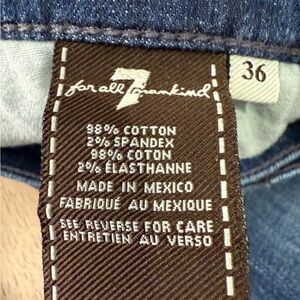 36
7
for all mankind
98% COTTON
2% SPANDEX
98% COTON
2% ÉLASTHANNE
MADE IN MEXICO
FABRIQUÉ AU MEXIQUE
SEE REVERSE FOR CARE
ENTRETIEN AU VERSO